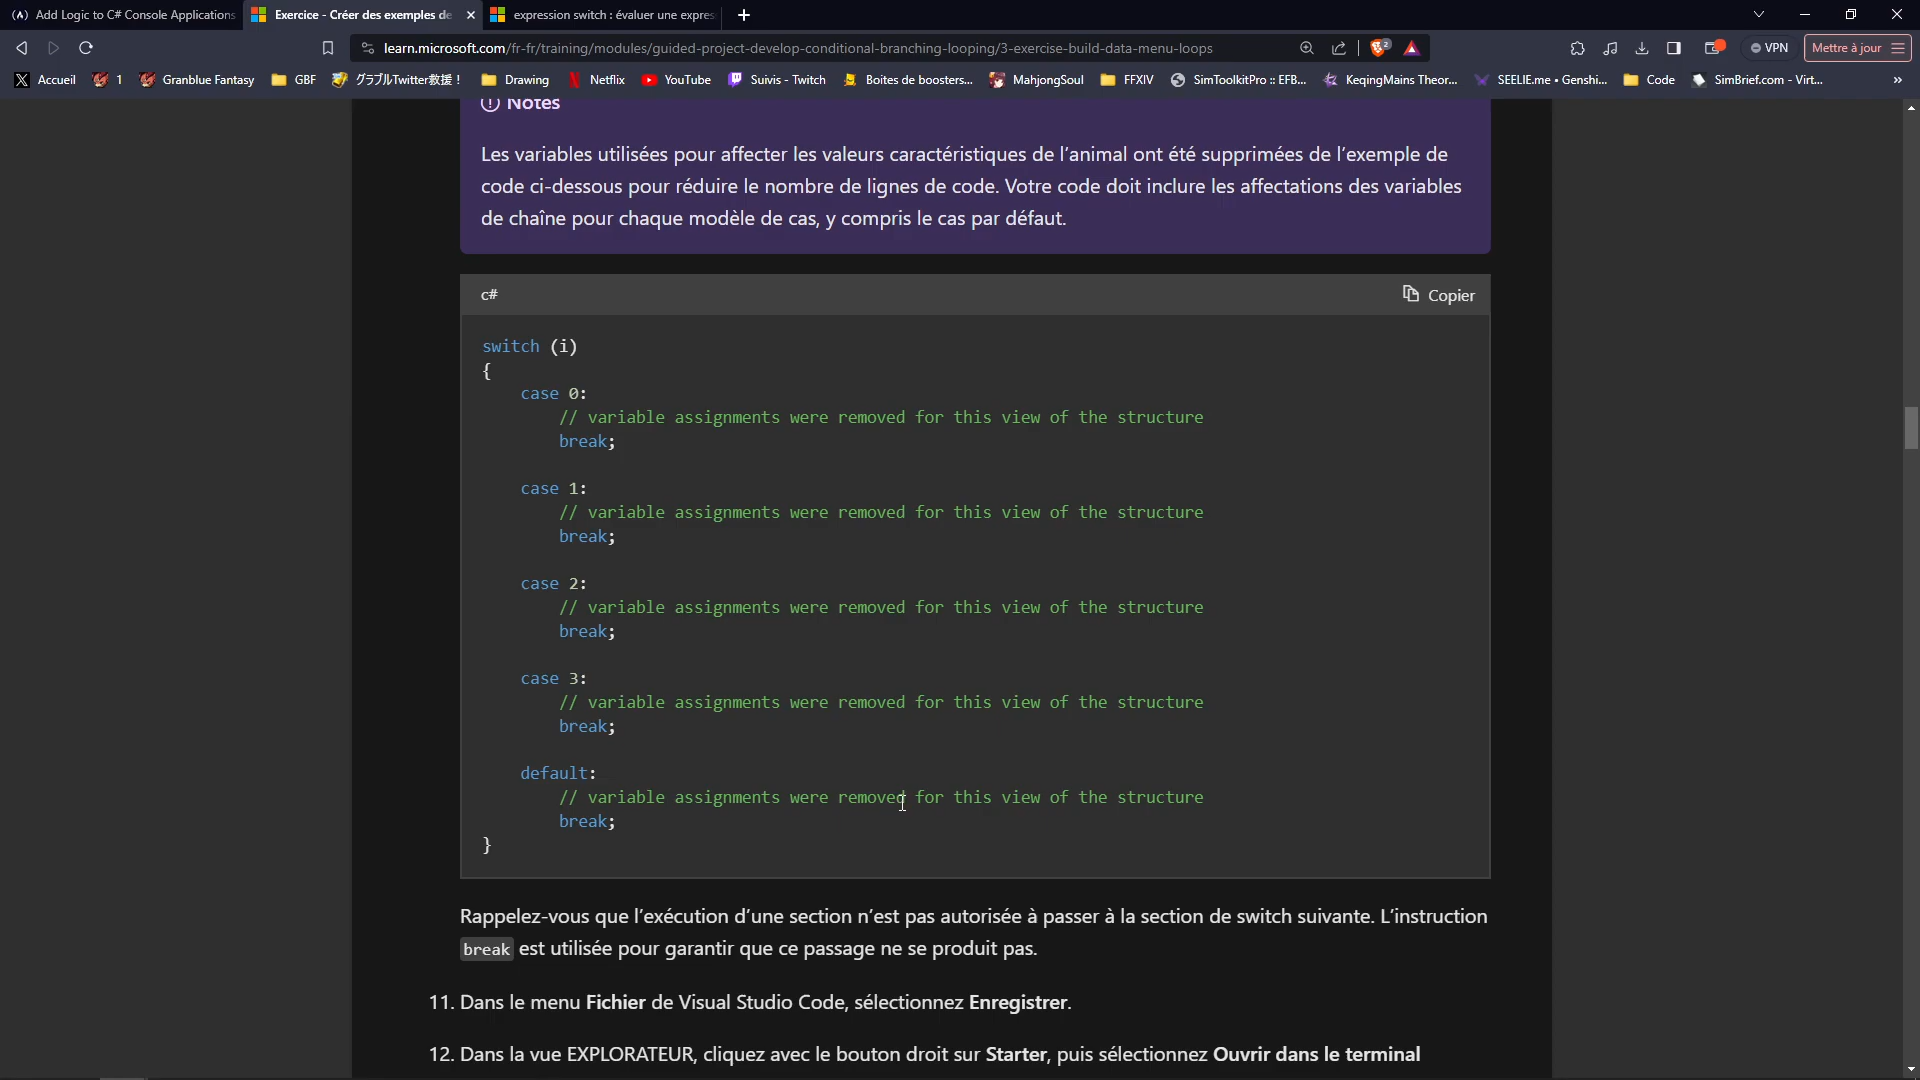 Add Logic to C# Console Applications
Exercice - Créer des exemples de
expression switch : évaluer une expres
learn.microsoft.com/fr-fr/training/modules/guided-project-develop-conditional-branching-looping/3-exercise-build-data-menu-loops
2
VPN
Mettre à jour
Accueil
1
Granblue Fantasy
GBF
グラブルTwitter救援！
Drawing
Netflix
YouTube
Suivis - Twitch
Boites de boosters...
MahjongSoul
FFXIV
SimToolkitPro :: EFB...
KeqingMains Theor...
SEELIE.me • Genshi...
Code
SimBrief.com - Virt...
»
Notes
Les variables utilisées pour affecter les valeurs caractéristiques de l’animal ont été supprimées de l’exemple de
code ci-dessous pour réduire le nombre de lignes de code. Votre code doit inclure les affectations des variables
de chaîne pour chaque modèle de cas, y compris le cas par défaut.
c#
Copier
switch (i)
{
case 0:
// variable assignments were removed for this view of the structure
break;
case 1:
// variable assignments were removed for this view of the structure
break;
case 2:
// variable assignments were removed for this view of the structure
break;
case 3:
// variable assignments were removed for this view of the structure
break;
default:
// variable assignments were removed for this view of the structure
break;
}
Rappelez-vous que l’exécution d’une section n’est pas autorisée à passer à la section de switch suivante. L’instruction
break est utilisée pour garantir que ce passage ne se produit pas.
11. Dans le menu Fichier de Visual Studio Code, sélectionnez Enregistrer.
12. Dans la vue EXPLORATEUR, cliquez avec le bouton droit sur Starter, puis sélectionnez Ouvrir dans le terminal